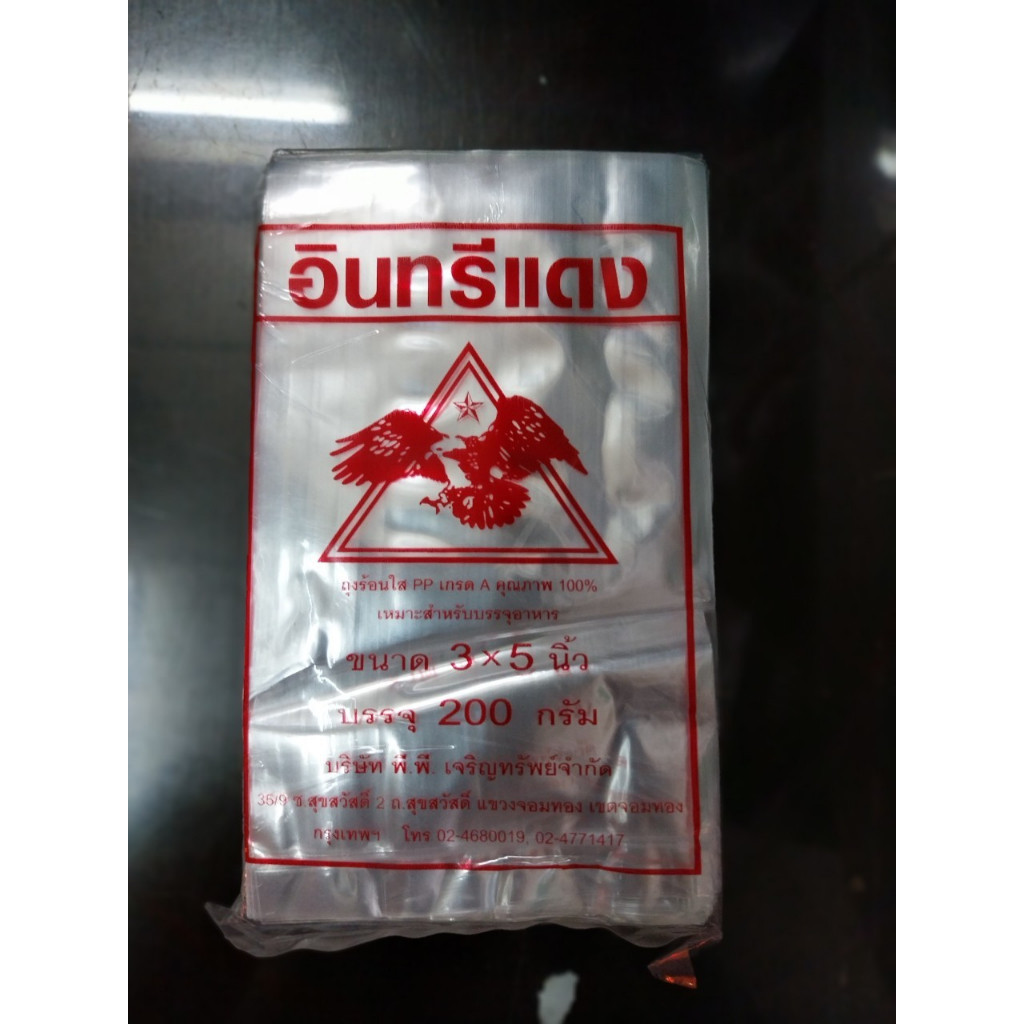 อินทรีแดง
ถุงร้อนใส PP เกรด A คุณภาพ 100%
เหมาะสำหรับบรรจุอาหาร
ขนาด 3×5 นิ้ว
บรรจุ 200 กรัม
บริษัท พี.พี. เจริญทรัพย์จำกัด
35/9 ซ.สุขสวัสดิ์ 2 ถ.สุขสวัสดิ์ แขวงจอมทอง เขตจอมทอง
กรุงเทพฯ โทร 02-4680019, 02-4771417